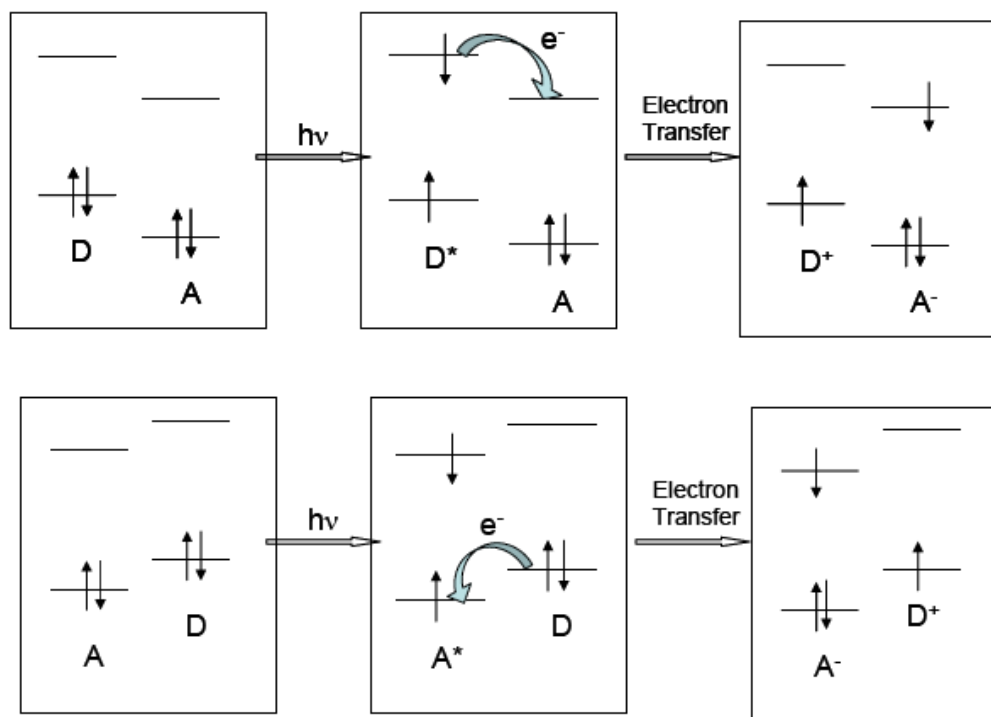 e-
Electron
Transfer
hν
D
A
D*
A
D+
A-
Electron
Transfer
hν
e-
A
D
A*
D
D+
A-